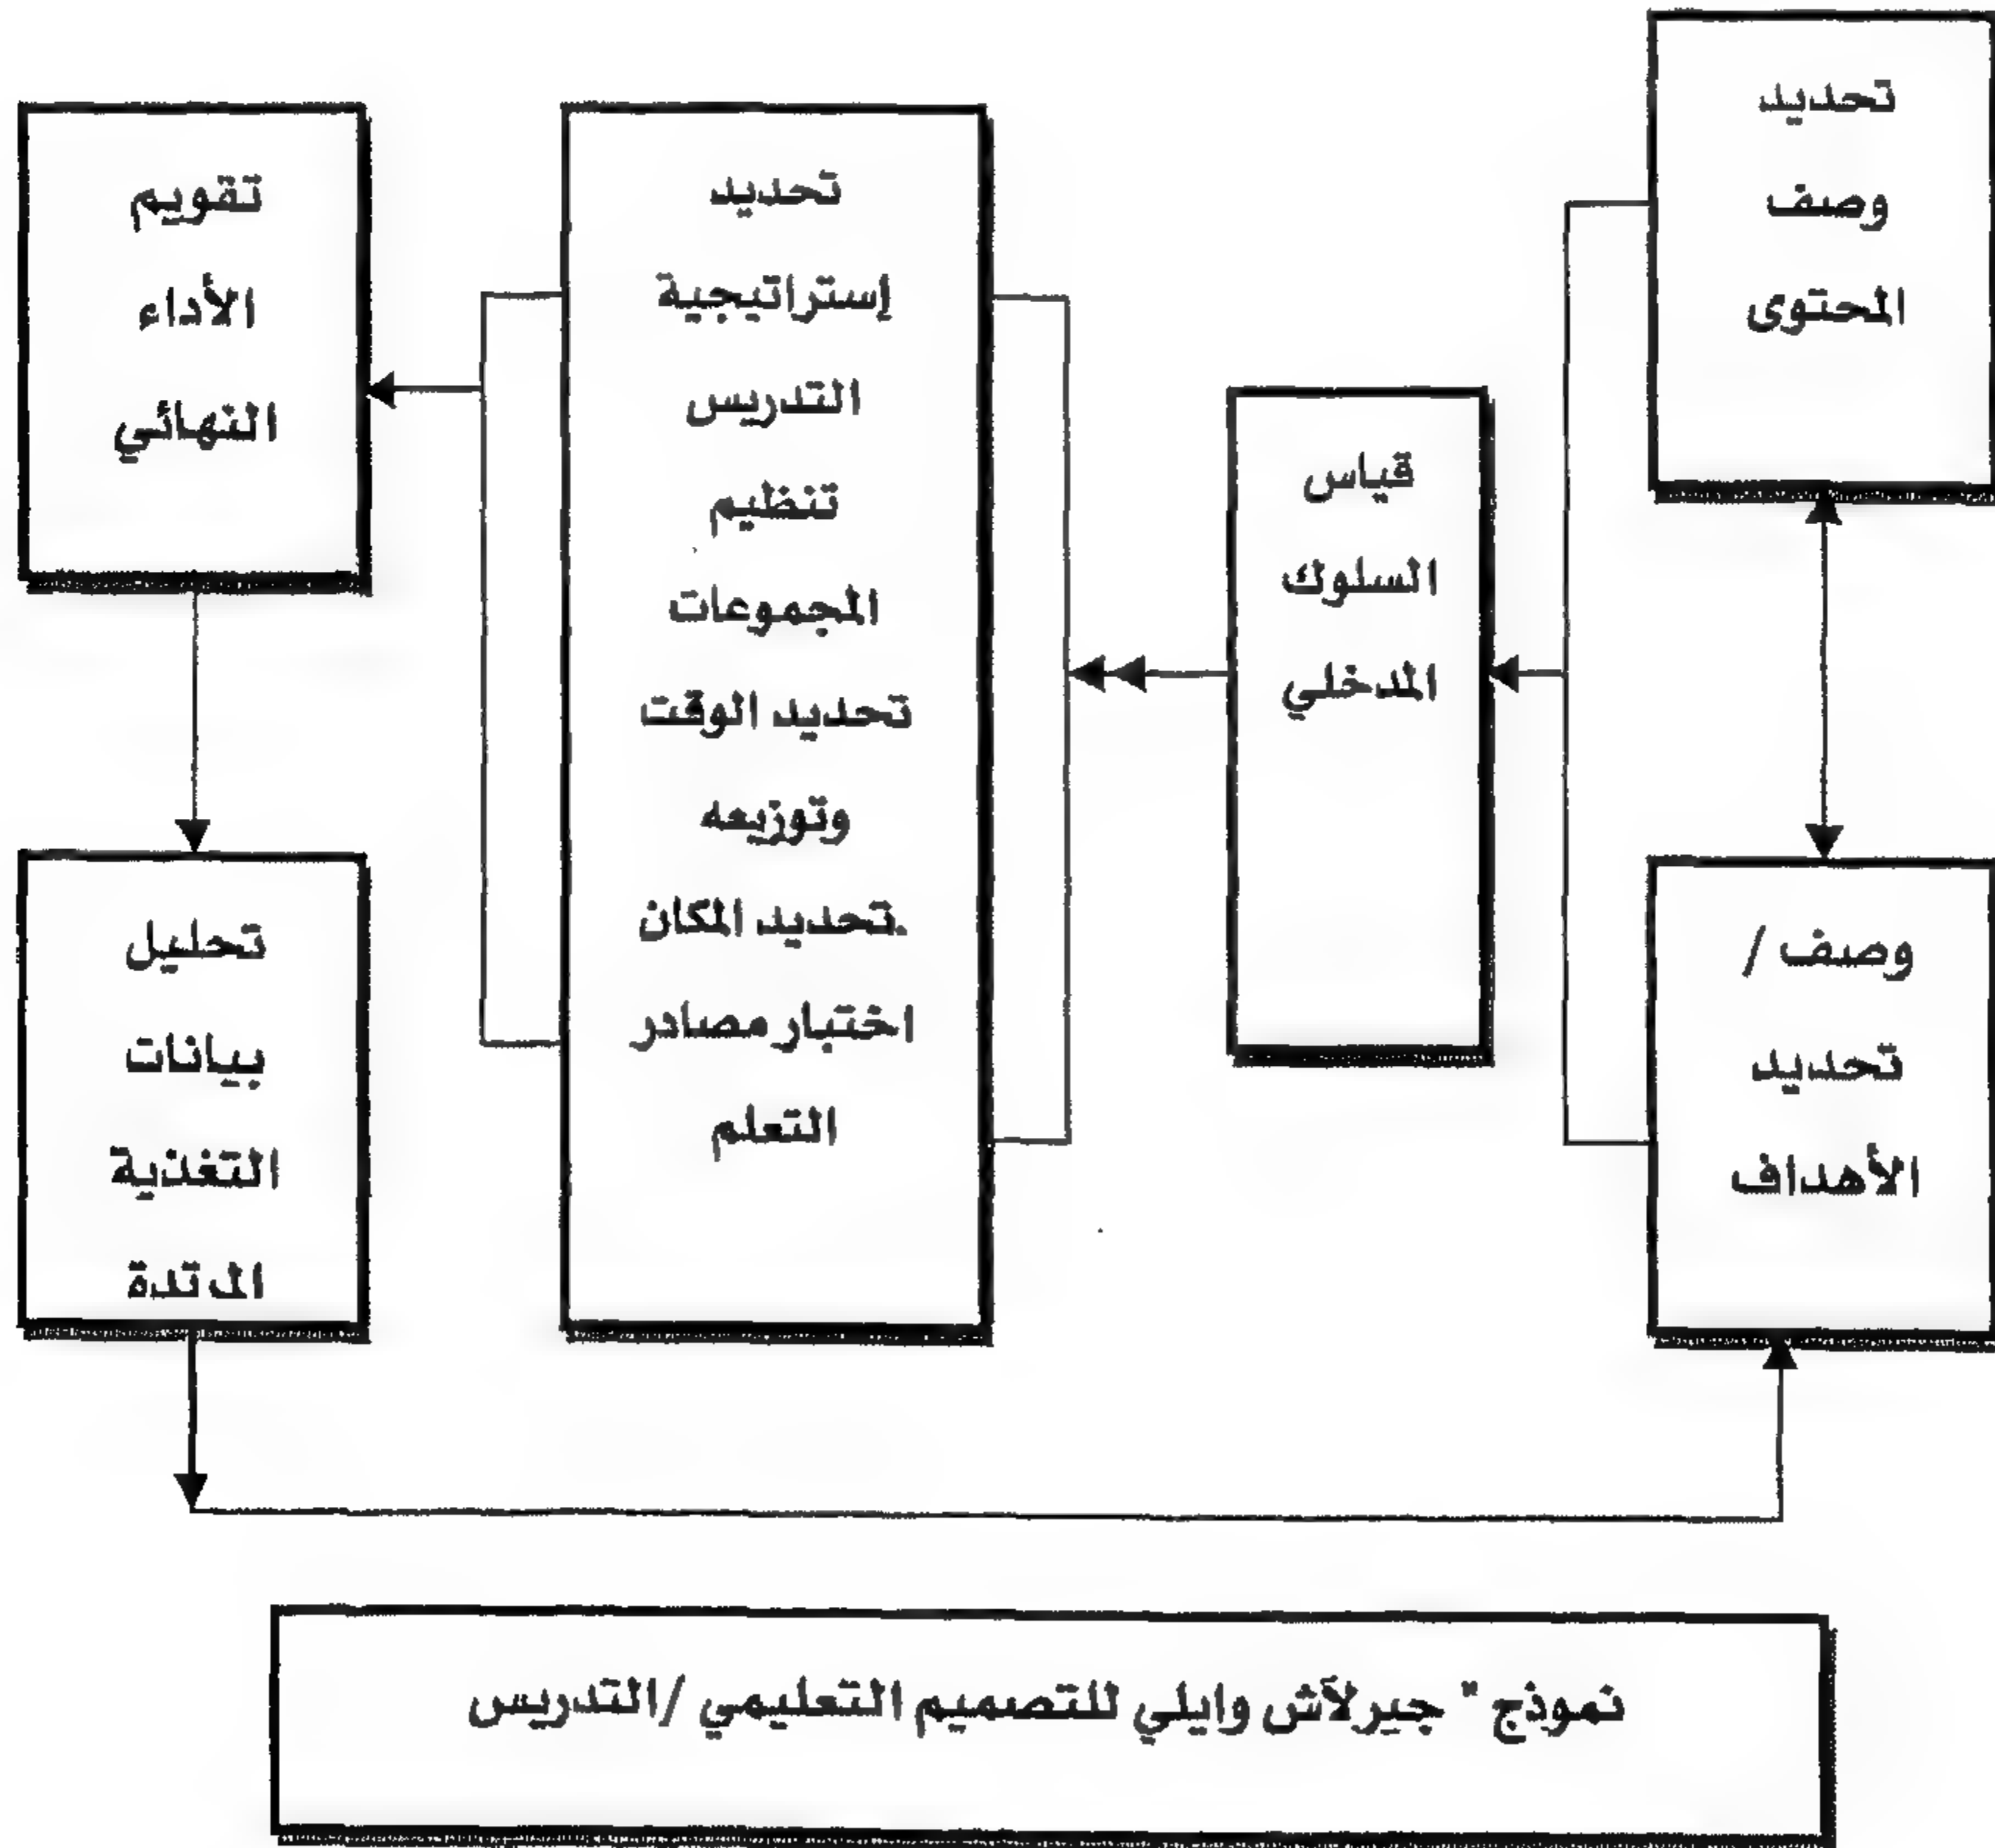 تحديد
وصف
المحتوى
وصف /
تحديد
الأهداف
قياس
السلوك
المدخلي
تحديد
إستراتيجية
التدريس
تنظيم
المجموعات
تحديد الوقت
وتوزيعه
تحديد المكان
اختبار مصادر
التعلم
تقويم
الأداء
النهائي
تحليل
بيانات
التغذية
المرتدة
نموذج " جيرلآش وايلي للتصميم التعليمي /التدريس